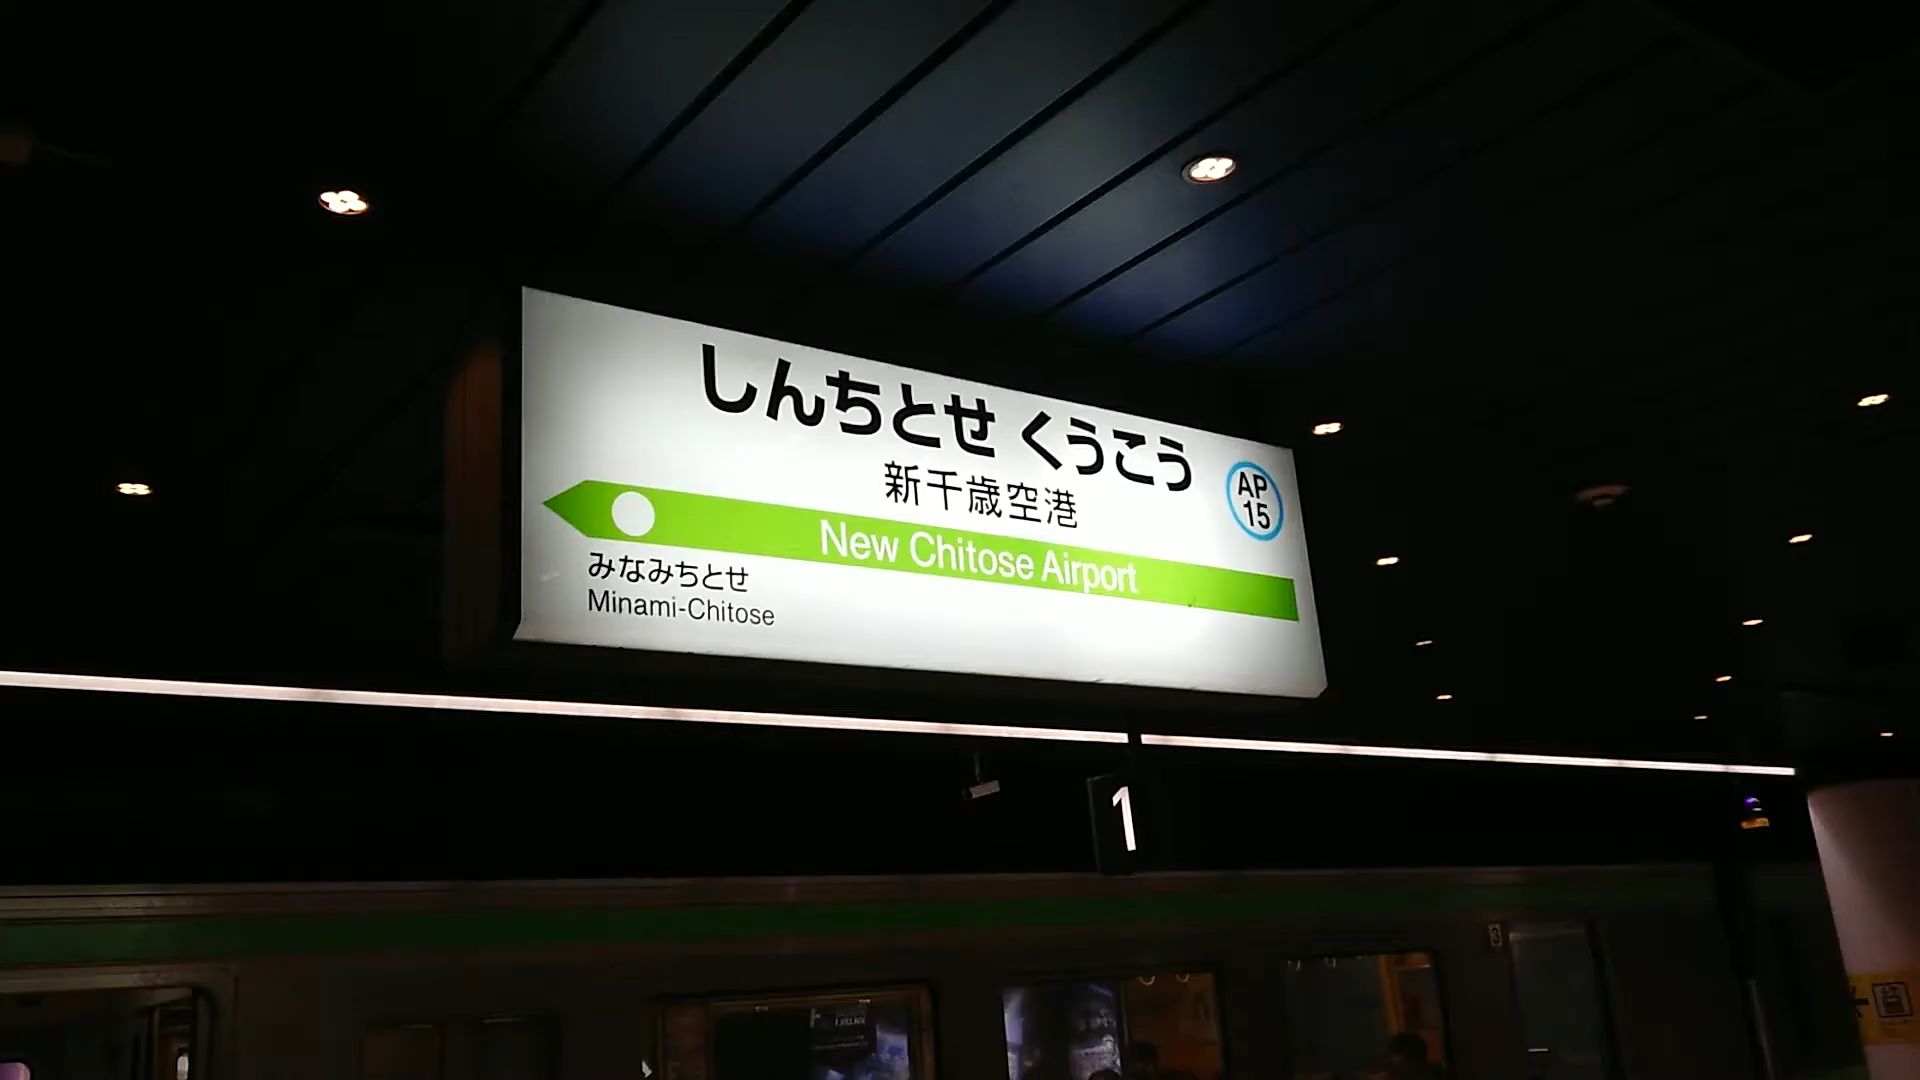 しんちとせ くうこう
新千歳空港
AP
15
New Chitose Airport
みなみちとせ
Minami-Chitose
1
3